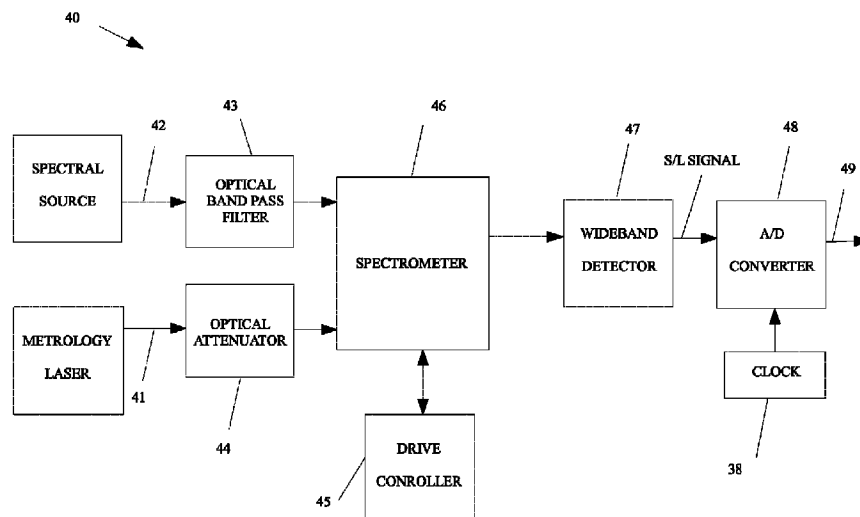 40
42
43
46
47
S/L SIGNAL
48
49
SPECTRAL
SOURCE
OPTICAL
BAND PASS
FILTER
SPECTROMETER
WIDEBAND
DETECTOR
A/D
CONVERTER
METROLOGY
LASER
41
OPTICAL
ATTENUATOR
44
CLOCK
38
DRIVE
CONROLLER
45